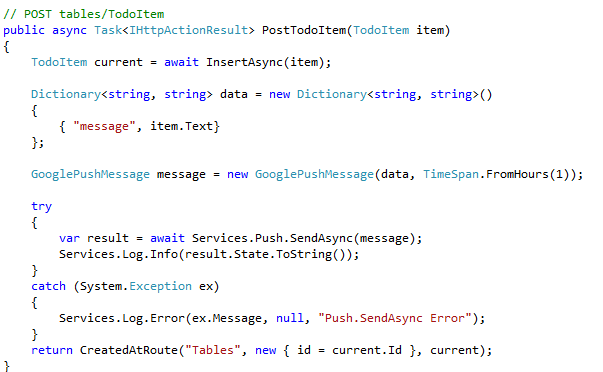 // POST tables/TodoItem
public async Task<IHttpActionResult> PostTodoItem(TodoItem item)
{
    TodoItem current = await InsertAsync(item);

    Dictionary<string, string> data = new Dictionary<string, string>()
    {
        { "message", item.Text}
    };

    GooglePushMessage message = new GooglePushMessage(data, TimeSpan.FromHours(1));

    try
    {
        var result = await Services.Push.SendAsync(message);
        Services.Log.Info(result.State.ToString());
    }
    catch (System.Exception ex)
    {
        Services.Log.Error(ex.Message, null, "Push.SendAsync Error");
    }
    return CreatedAtRoute("Tables", new { id = current.Id }, current);
}